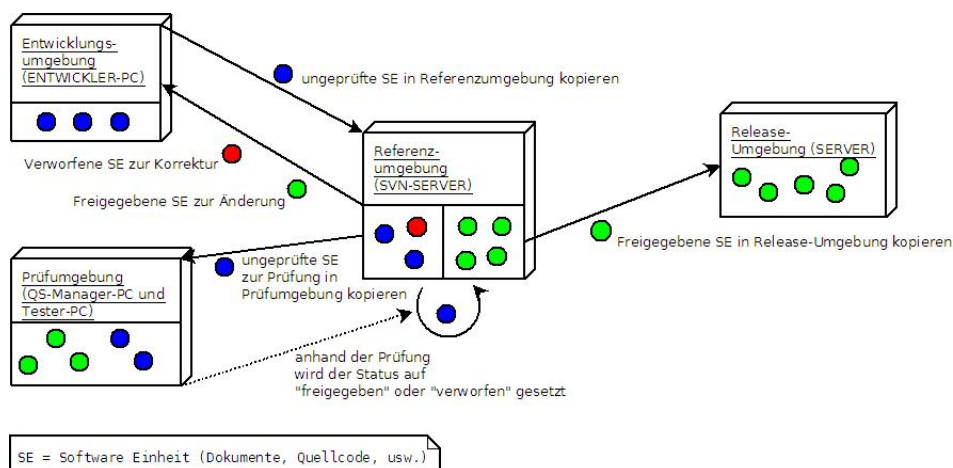 Entwicklungs-
umgebung
(ENTWICKLER-PC)
ungeprüfte SE in Referenzumgebung kopieren
Verworfene SE zur Korrektur
Freigegebene SE zur Änderung
Referenz-
umgebung
(SVN-SERVER)
Release-
Umgebung (SERVER)
Freigegebene SE in Release-Umgebung kopieren
ungeprüfte SE
zur Prüfung in
Prüfumgebung kopieren
Prüfumgebung
(QS-Manager-PC und
Tester-PC)
anhand der Prüfung
wird der Status auf
"freigegeben" oder "verworfen" gesetzt
SE = Software Einheit (Dokumente, Quellcode, usw.)